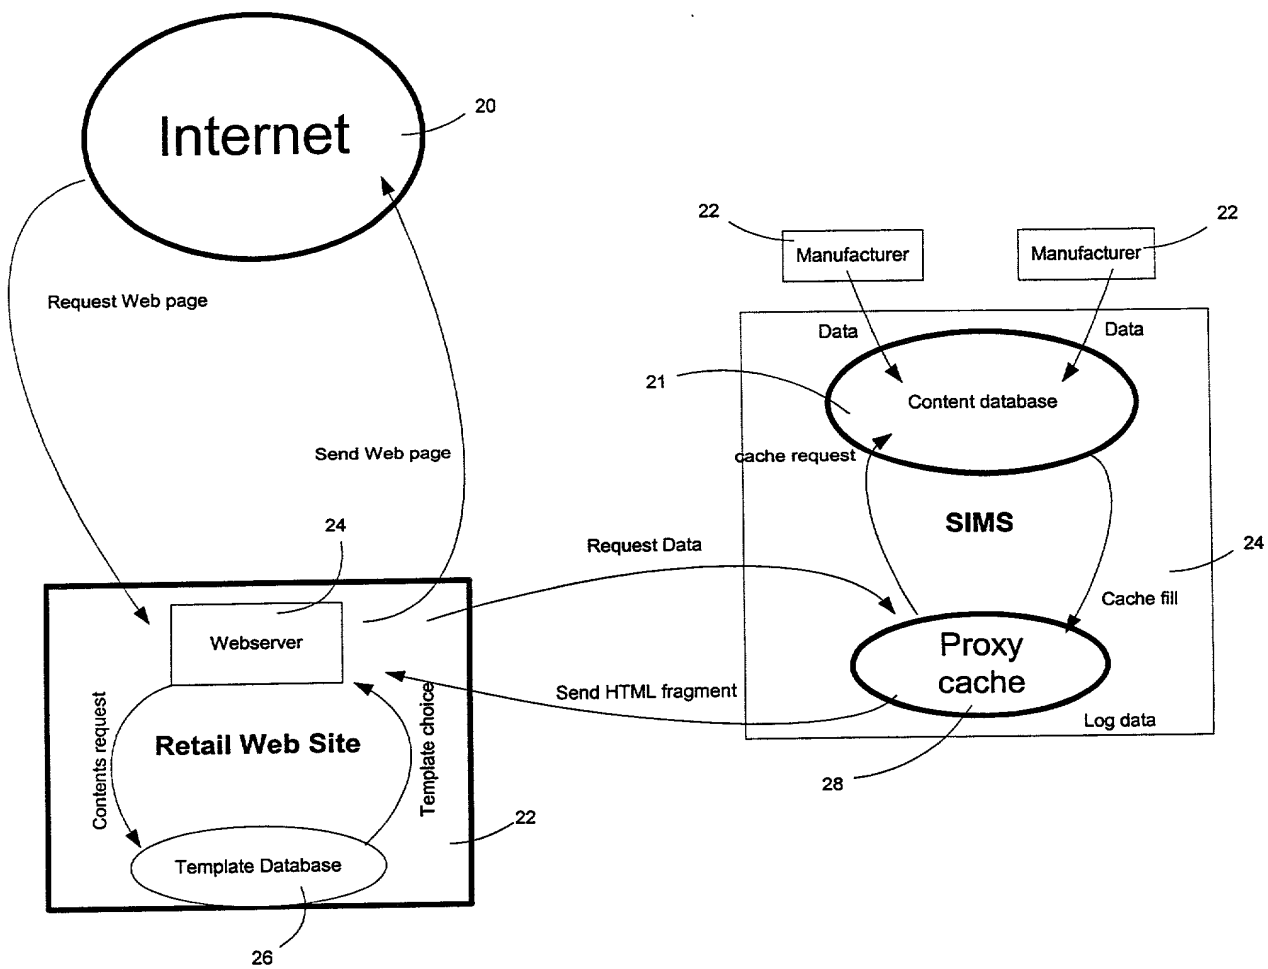 Internet
20
Request Web page
Send Web page
22
22
Manufacturer
Manufacturer
Data
Data
21
Content database
cache request
SIMS
24
Cache fill
Request Data
Proxy
cache
Send HTML fragment
Log data
28
24
Webserver
Contents request
Retail Web Site
Template choice
22
Template Database
26